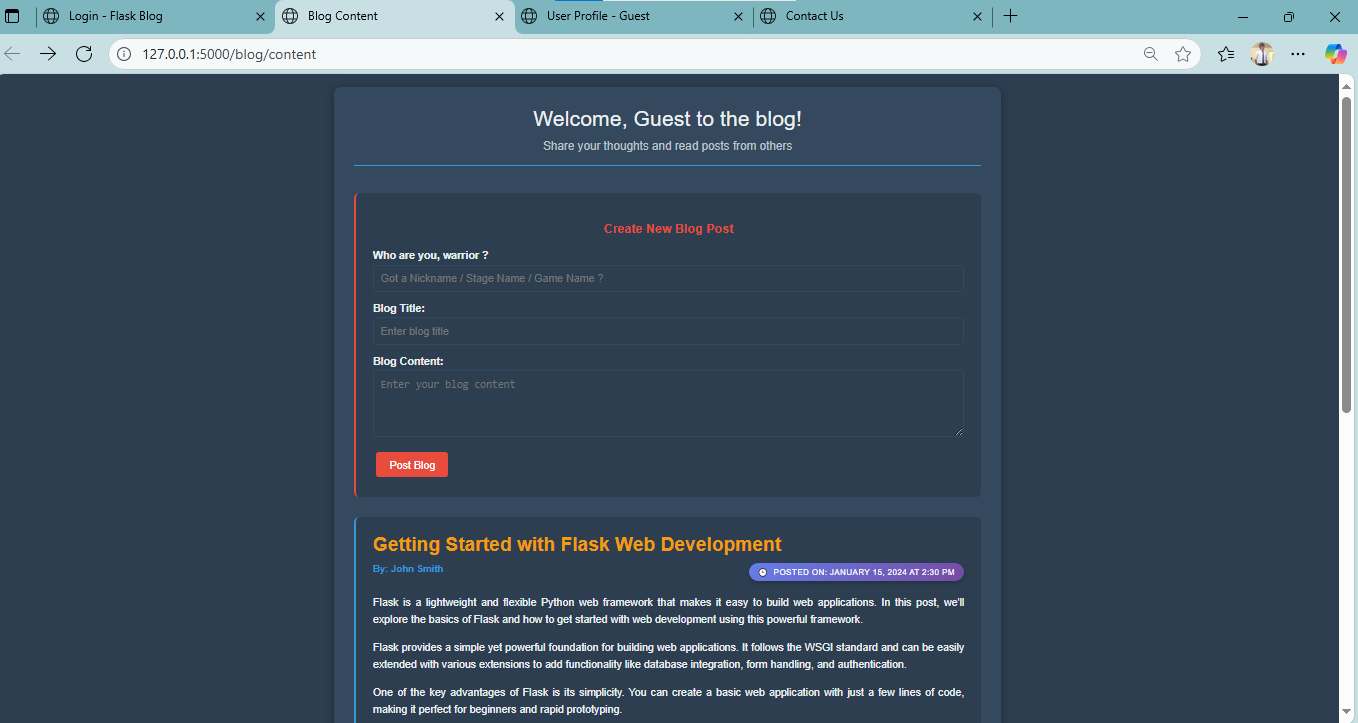 Login - Flask Blog
Blog Content
User Profile - Guest
Contact Us
127.0.0.1:5000/blog/content
Welcome, Guest to the blog!
Share your thoughts and read posts from others
Create New Blog Post
Who are you, warrior ?
Got a Nickname / Stage Name / Game Name ?
Blog Title:
Enter blog title
Blog Content:
Enter your blog content
Post Blog
Getting Started with Flask Web Development
By: John Smith
POSTED ON: JANUARY 15, 2024 AT 2:30 PM
Flask is a lightweight and flexible Python web framework that makes it easy to build web applications. In this post, we'll
explore the basics of Flask and how to get started with web development using this powerful framework.
Flask provides a simple yet powerful foundation for building web applications. It follows the WSGI standard and can be easily
extended with various extensions to add functionality like database integration, form handling, and authentication.
One of the key advantages of Flask is its simplicity. You can create a basic web application with just a few lines of code,
making it perfect for beginners and rapid prototyping.